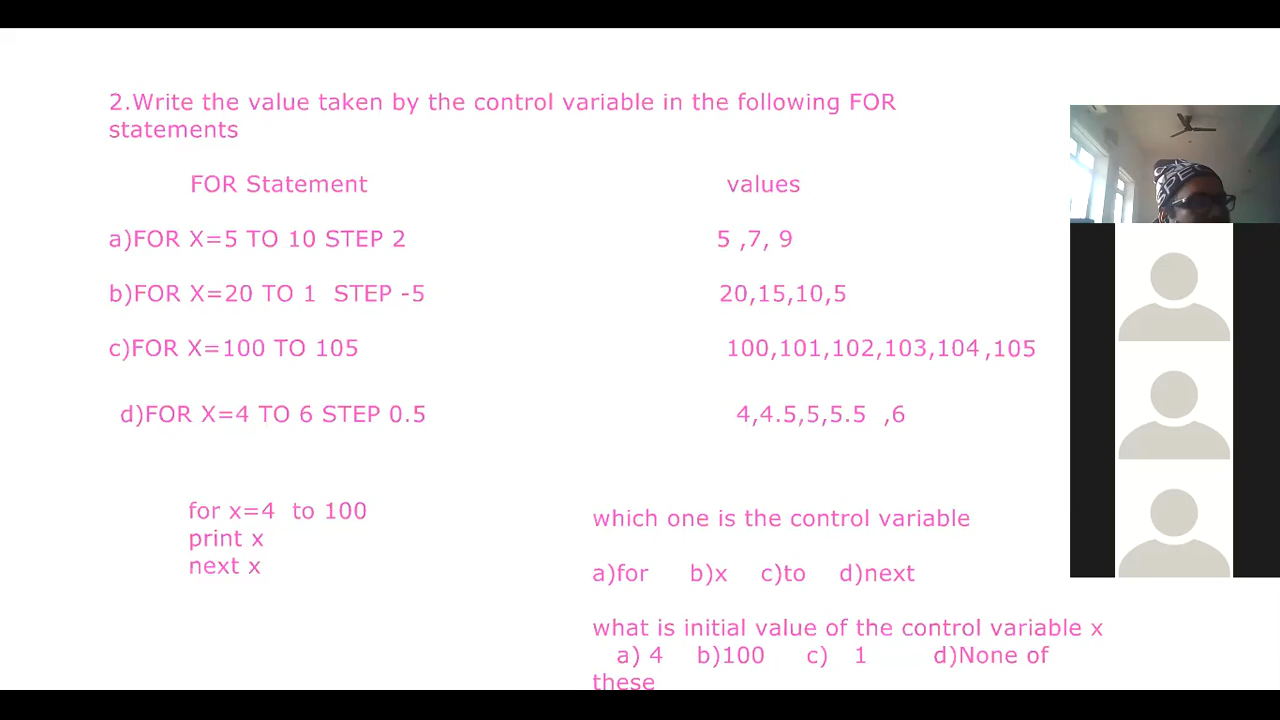 2.Write the value taken by the control variable in the following FOR
statements
FOR Statement values
a)FOR X=5 TO 10 STEP 2 5 ,7, 9
b)FOR X=20 TO 1 STEP -5 20,15,10,5
c)FOR X=100 TO 105 100,101,102,103,104 ,105
d)FOR X=4 TO 6 STEP 0.5 4,4.5,5,5.5 ,6
for x=4 to 100
print x
next x
which one is the control variable
a)for b)x c)to d)next
what is initial value of the control variable x
a) 4 b)100 c) 1 d)None of
these